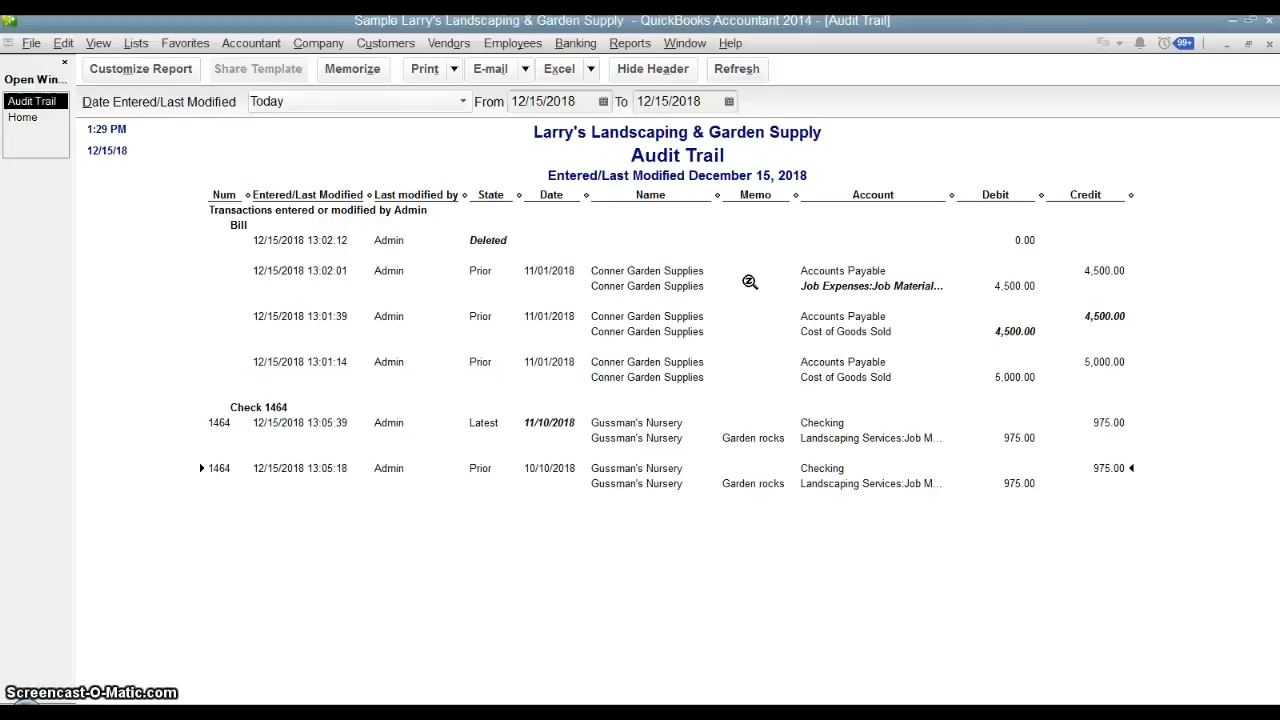 Sample Larry's Landscaping & Garden Supply - QuickBooks Accountant 2014 - [Audit Trail]
File Edit View Lists Favorites Accountant Company Customers Vendors Employees Banking Reports Window Help 99+
Customize Report Share Template Memorize Print E-mail Excel Hide Header Refresh
Open Win...
Audit Trail
Home
Date Entered/Last Modified Today From 12/15/2018 To 12/15/2018
1:29 PM
12/15/18
Larry's Landscaping & Garden Supply
Audit Trail
Entered/Last Modified December 15, 2018
Num Entered/Last Modified Last modified by State Date Name Memo Account Debit Credit
Transactions entered or modified by Admin
Bill
12/15/2018 13:02:12 Admin Deleted 0.00
12/15/2018 13:02:01 Admin Prior 11/01/2018 Conner Garden Supplies Accounts Payable 4,500.00
Conner Garden Supplies Job Expenses:Job Material... 4,500.00
12/15/2018 13:01:39 Admin Prior 11/01/2018 Conner Garden Supplies Accounts Payable 4,500.00
Conner Garden Supplies Cost of Goods Sold 4,500.00
12/15/2018 13:01:14 Admin Prior 11/01/2018 Conner Garden Supplies Accounts Payable 5,000.00
Conner Garden Supplies Cost of Goods Sold 5,000.00
Check 1464
1464 12/15/2018 13:05:39 Admin Latest 11/10/2018 Gussman's Nursery Checking 975.00
Gussman's Nursery Garden rocks Landscaping Services:Job M... 975.00
1464 12/15/2018 13:05:18 Admin Prior 10/10/2018 Gussman's Nursery Checking 975.00
Gussman's Nursery Garden rocks Landscaping Services:Job M... 975.00
Screencast-O-Matic.com